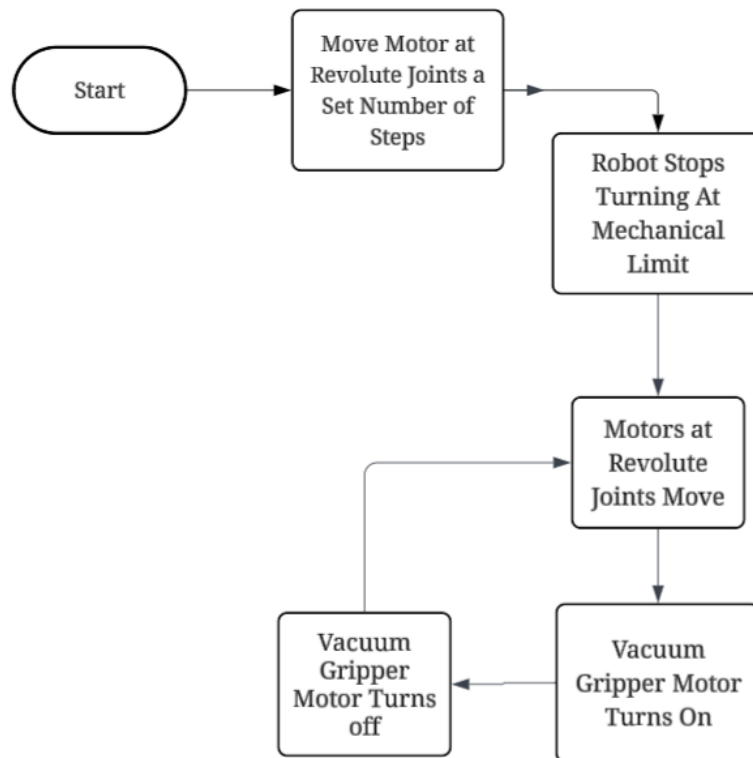 Start
Move Motor at
Revolute Joints a
Set Number of
Steps
Robot Stops
Turning At
Mechanical
Limit
Motors at
Revolute
Joints Move
Vacuum
Gripper Motor
Turns On
Vacuum
Gripper
Motor Turns
off